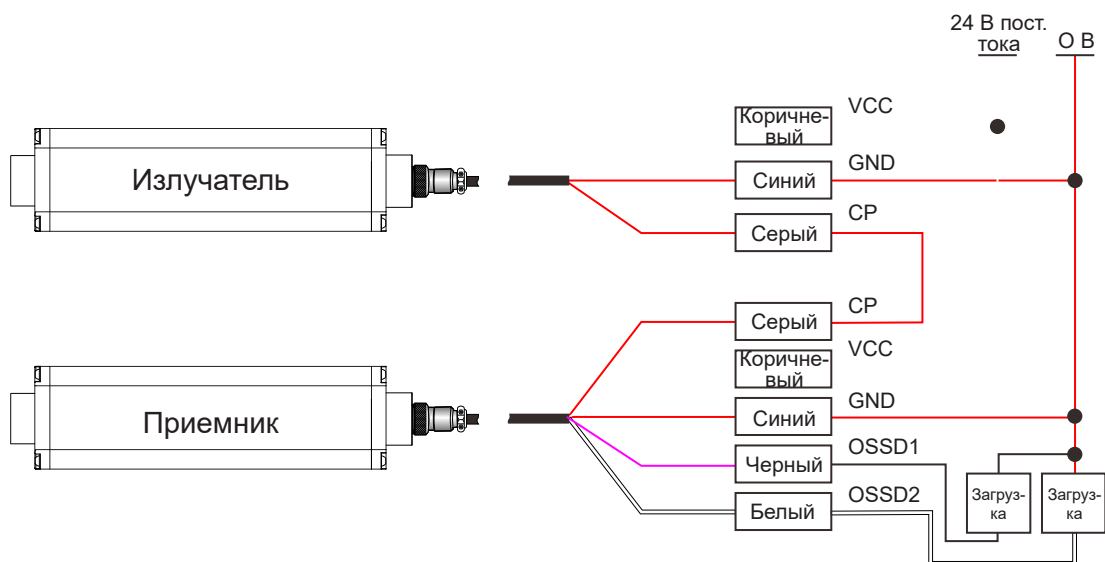 24 В пост.
тока
О В
VCC
Коричне-
вый
GND
Излучатель
Синий
CP
Серый
CP
Серый
VCC
Коричне-
вый
GND
Приемник
Синий
OSSD1
Черный
OSSD2
Белый
Загруз-
ка
Загруз-
ка